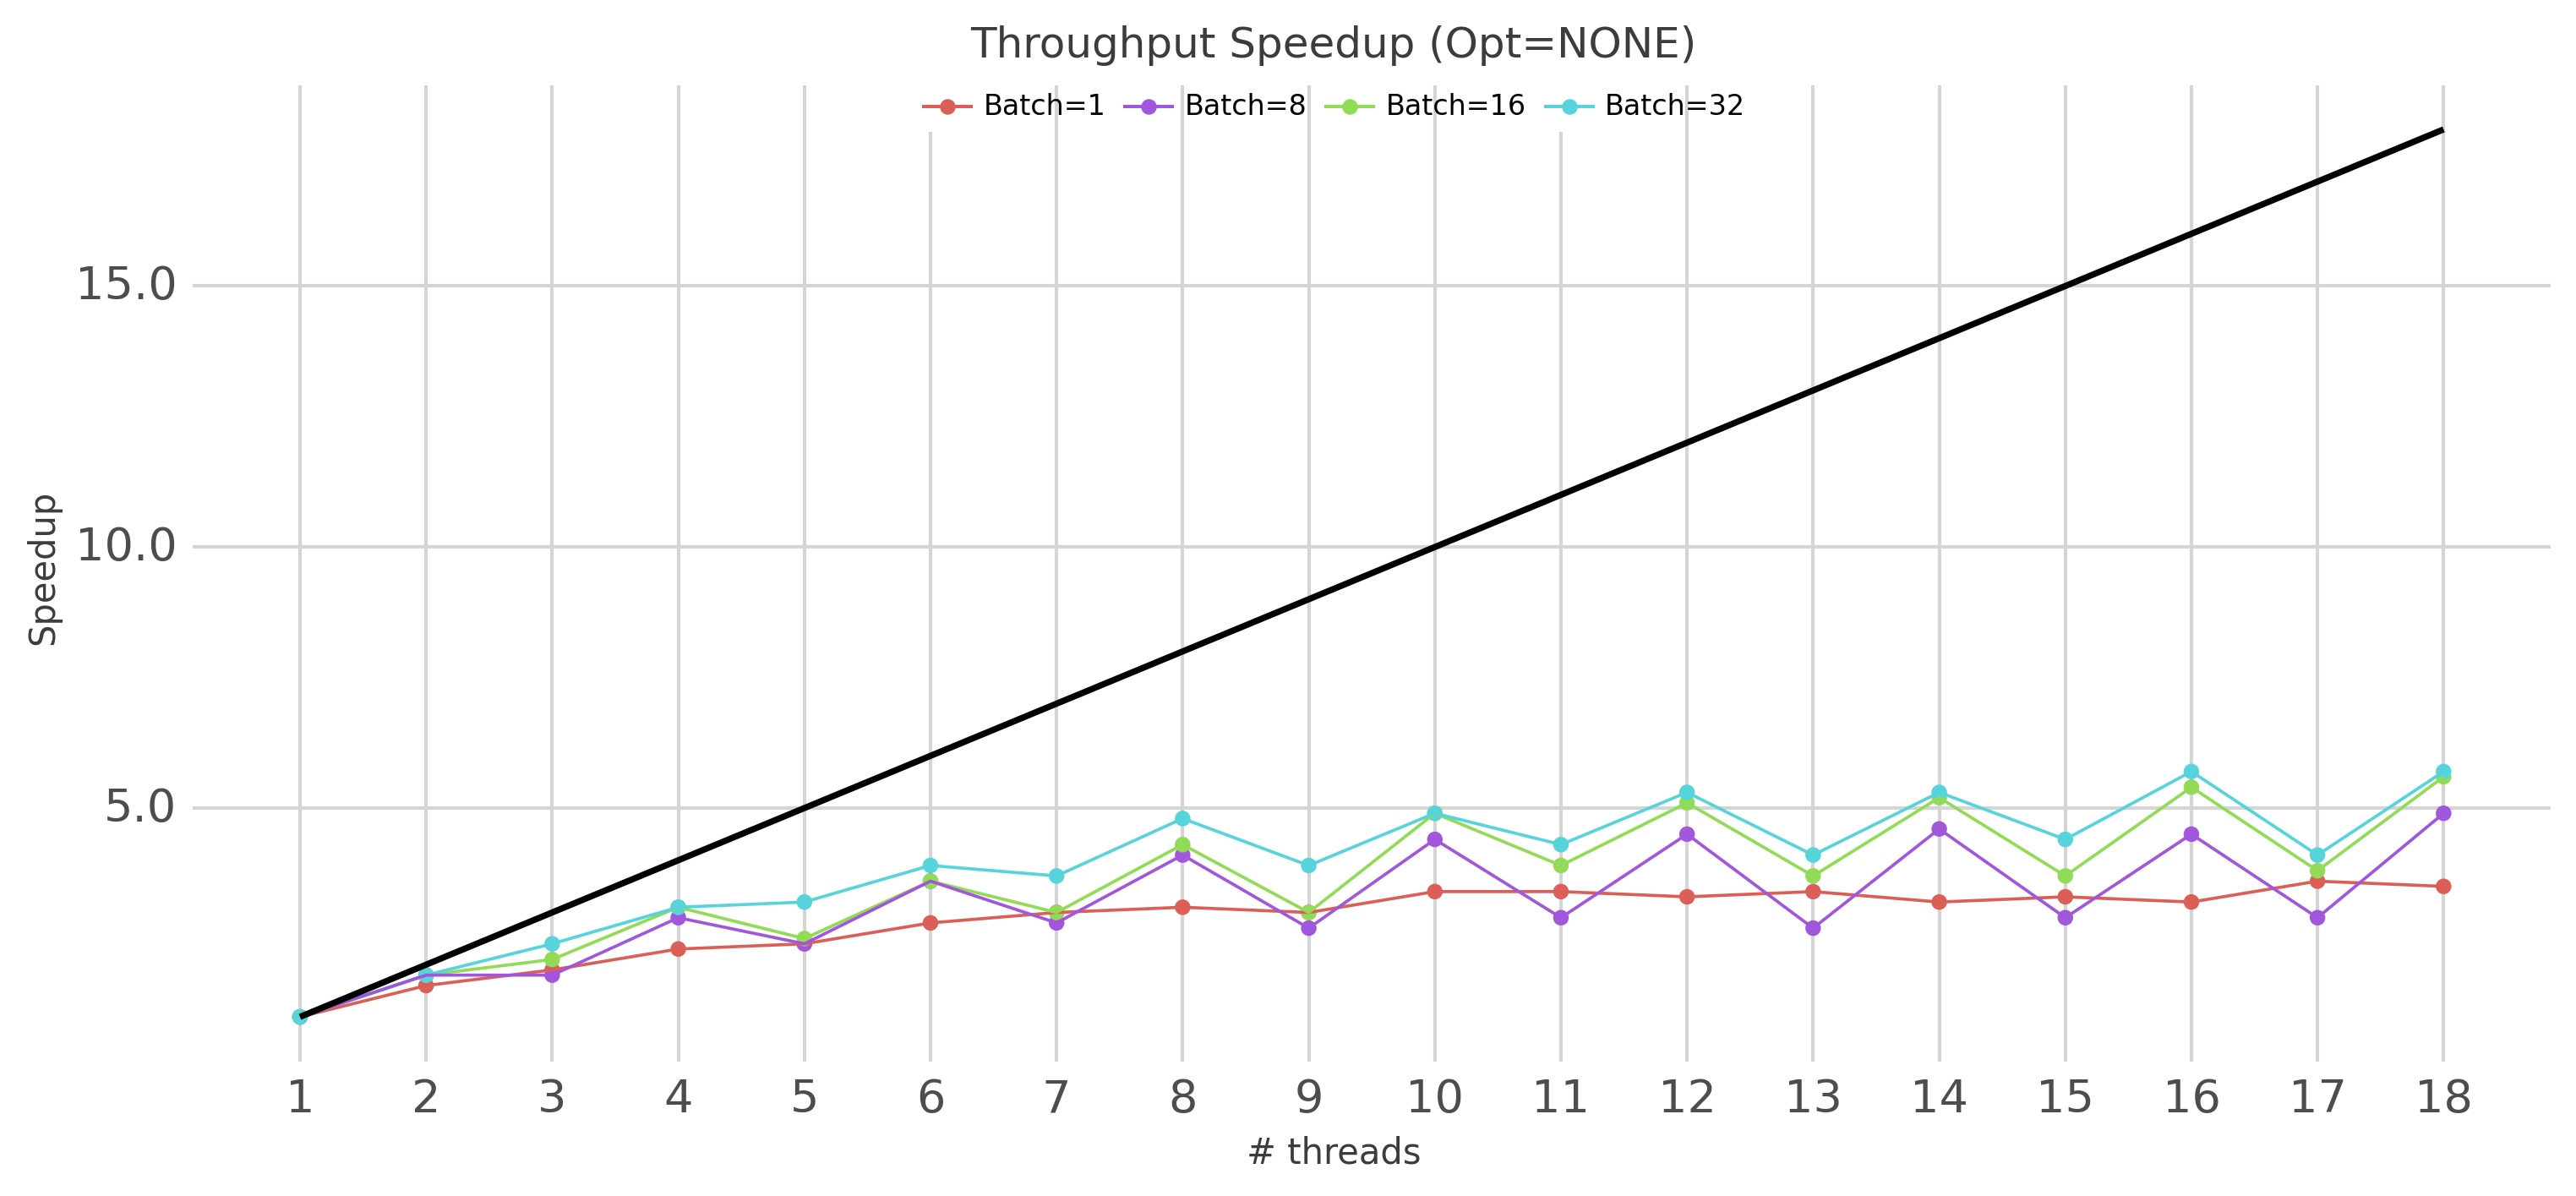 Throughput Speedup (Opt=NONE)
Batch=1 Batch=8 Batch=16 Batch=32
15.0
10.0
5.0
Speedup
1 2 3 4 5 6 7 8 9 10 11 12 13 14 15 16 17 18
# threads